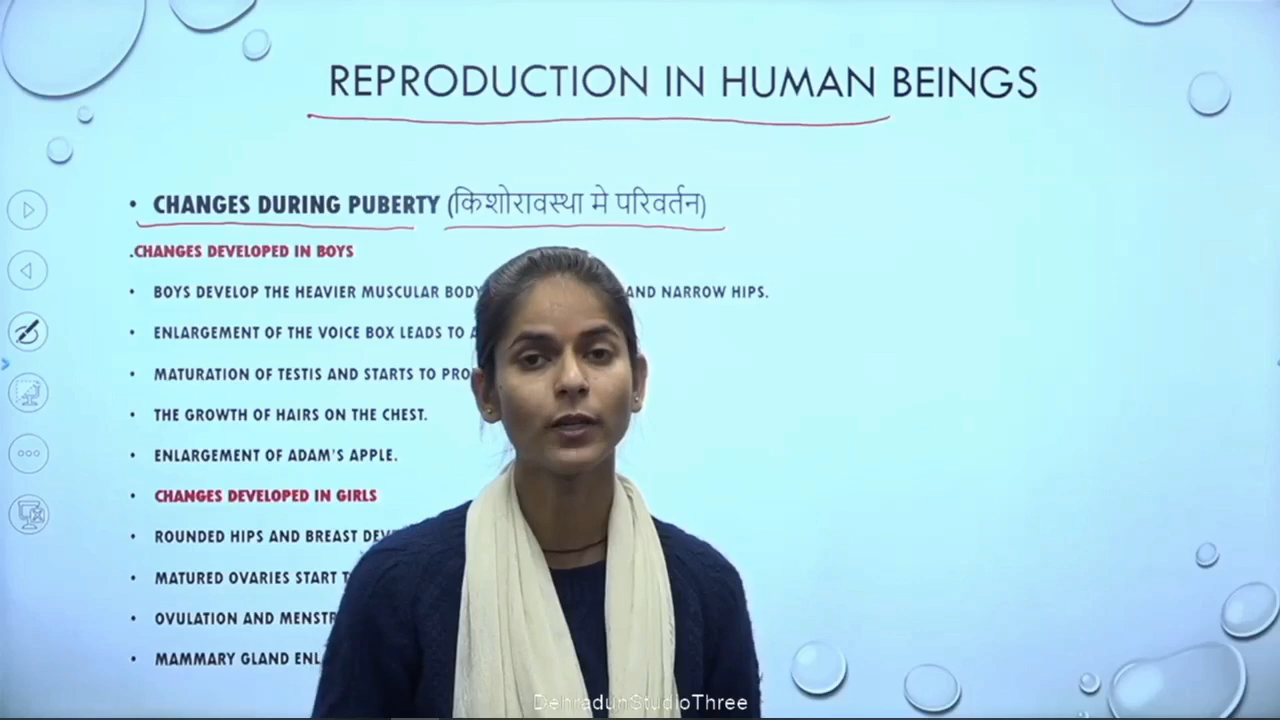 REPRODUCTION IN HUMAN BEINGS
• CHANGES DURING PUBERTY (किशोरावस्था मे परिवर्तन)
.CHANGES DEVELOPED IN BOYS
• BOYS DEVELOP THE HEAVIER MUSCULAR BODY AND NARROW HIPS.
• ENLARGEMENT OF THE VOICE BOX LEADS TO
• MATURATION OF TESTIS AND STARTS TO
• THE GROWTH OF HAIRS ON THE CHEST.
• ENLARGEMENT OF ADAM'S APPLE.
• CHANGES DEVELOPED IN GIRLS
• ROUNDED HIPS AND BREAST
• MATURED OVARIES START
• OVULATION AND
• MAMMARY GLAND
DehradunStudioThree